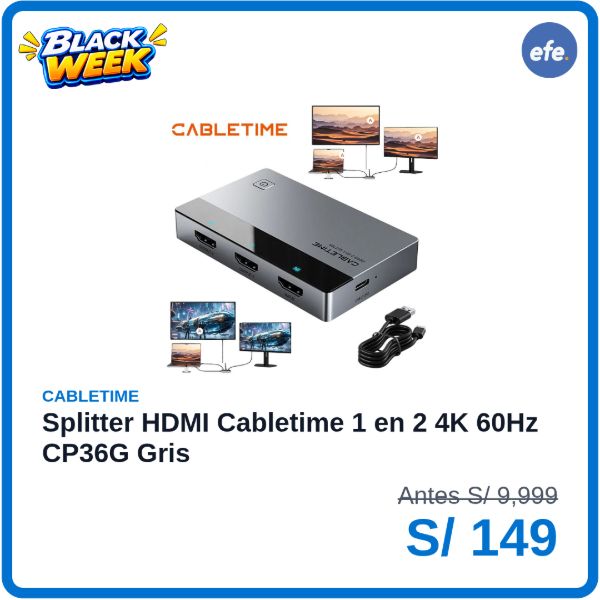 BLACK
WEEK
efe.
CABLETIME
CABLETIME
CABLETIME
Splitter HDMI Cabletime 1 en 2 4K 60Hz
CP36G Gris
Antes S/ 9,999
S/ 149